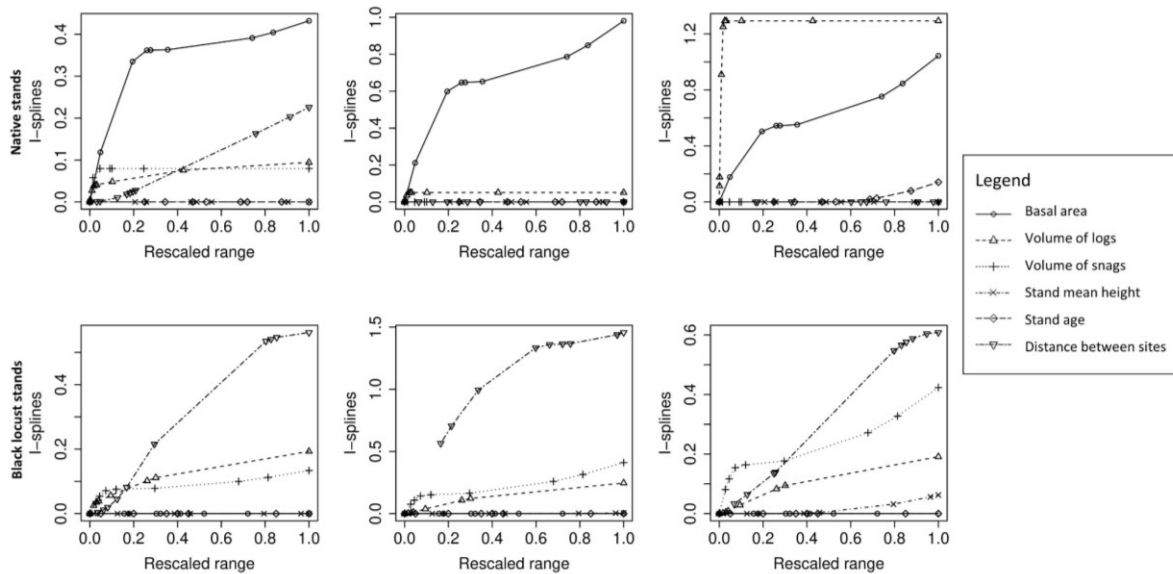 Native stands
I-splines
0.0 0.1 0.2 0.3 0.4
0.0 0.2 0.4 0.6 0.8 1.0
Rescaled range
I-splines
0.0 0.2 0.4 0.6 0.8 1.0
0.0 0.2 0.4 0.6 0.8 1.0
Rescaled range
I-splines
0.0 0.4 0.8 1.2
0.0 0.2 0.4 0.6 0.8 1.0
Rescaled range
Legend
Basal area
Volume of logs
Volume of snags
Stand mean height
Stand age
Distance between sites
Black locust stands
I-splines
0.0 0.2 0.4
0.0 0.2 0.4 0.6 0.8 1.0
Rescaled range
I-splines
0.0 0.5 1.0 1.5
0.0 0.2 0.4 0.6 0.8 1.0
Rescaled range
I-splines
0.0 0.2 0.4 0.6
0.0 0.2 0.4 0.6 0.8 1.0
Rescaled range